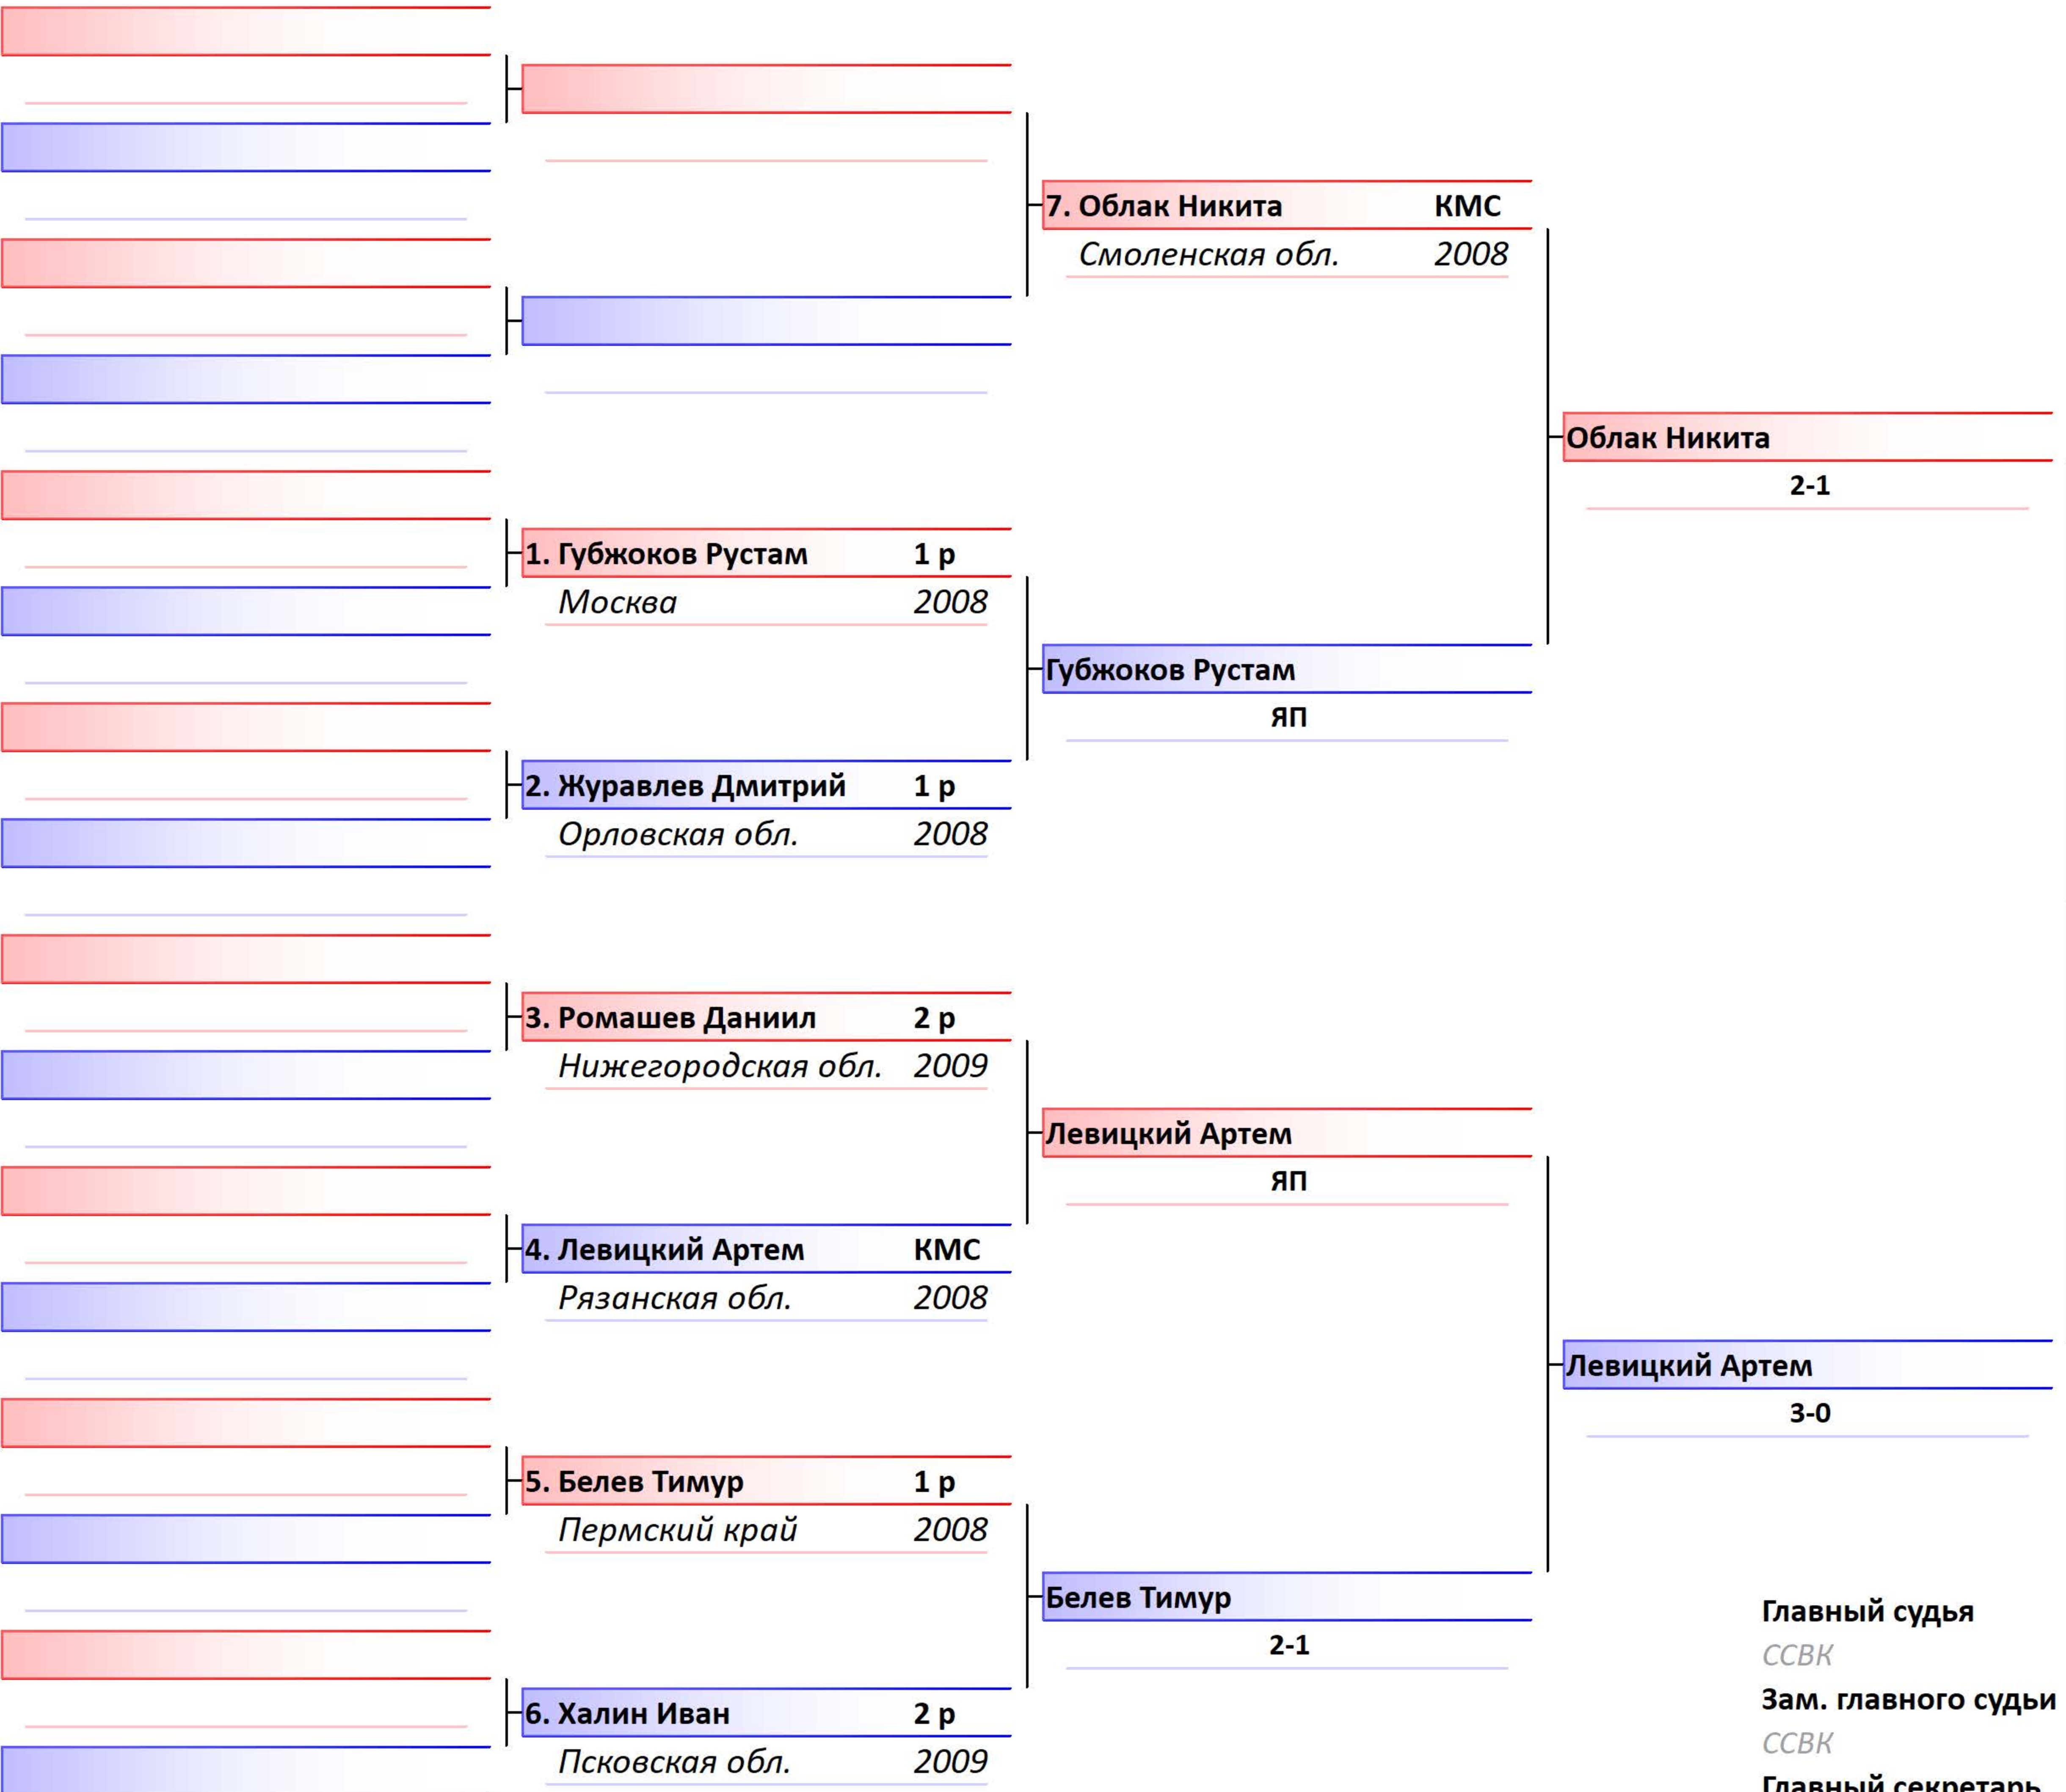 7. Облак Никита КМС
Смоленская обл. 2008
Облак Никита
2-1
1. Губжоков Рустам 1 р
Москва 2008
Губжоков Рустам
ЯП
2. Журавлев Дмитрий 1 р
Орловская обл. 2008
3. Ромашев Даниил 2 р
Нижегородская обл. 2009
Левицкий Артем
ЯП
4. Левицкий Артем КМС
Рязанская обл. 2008
Левицкий Артем
3-0
5. Белев Тимур 1 р
Пермский край 2008
Белев Тимур
2-1
6. Халин Иван 2 р
Псковская обл. 2009
Главный судья
ССВК
Зам. главного судьи
ССВК
Главный секретарь